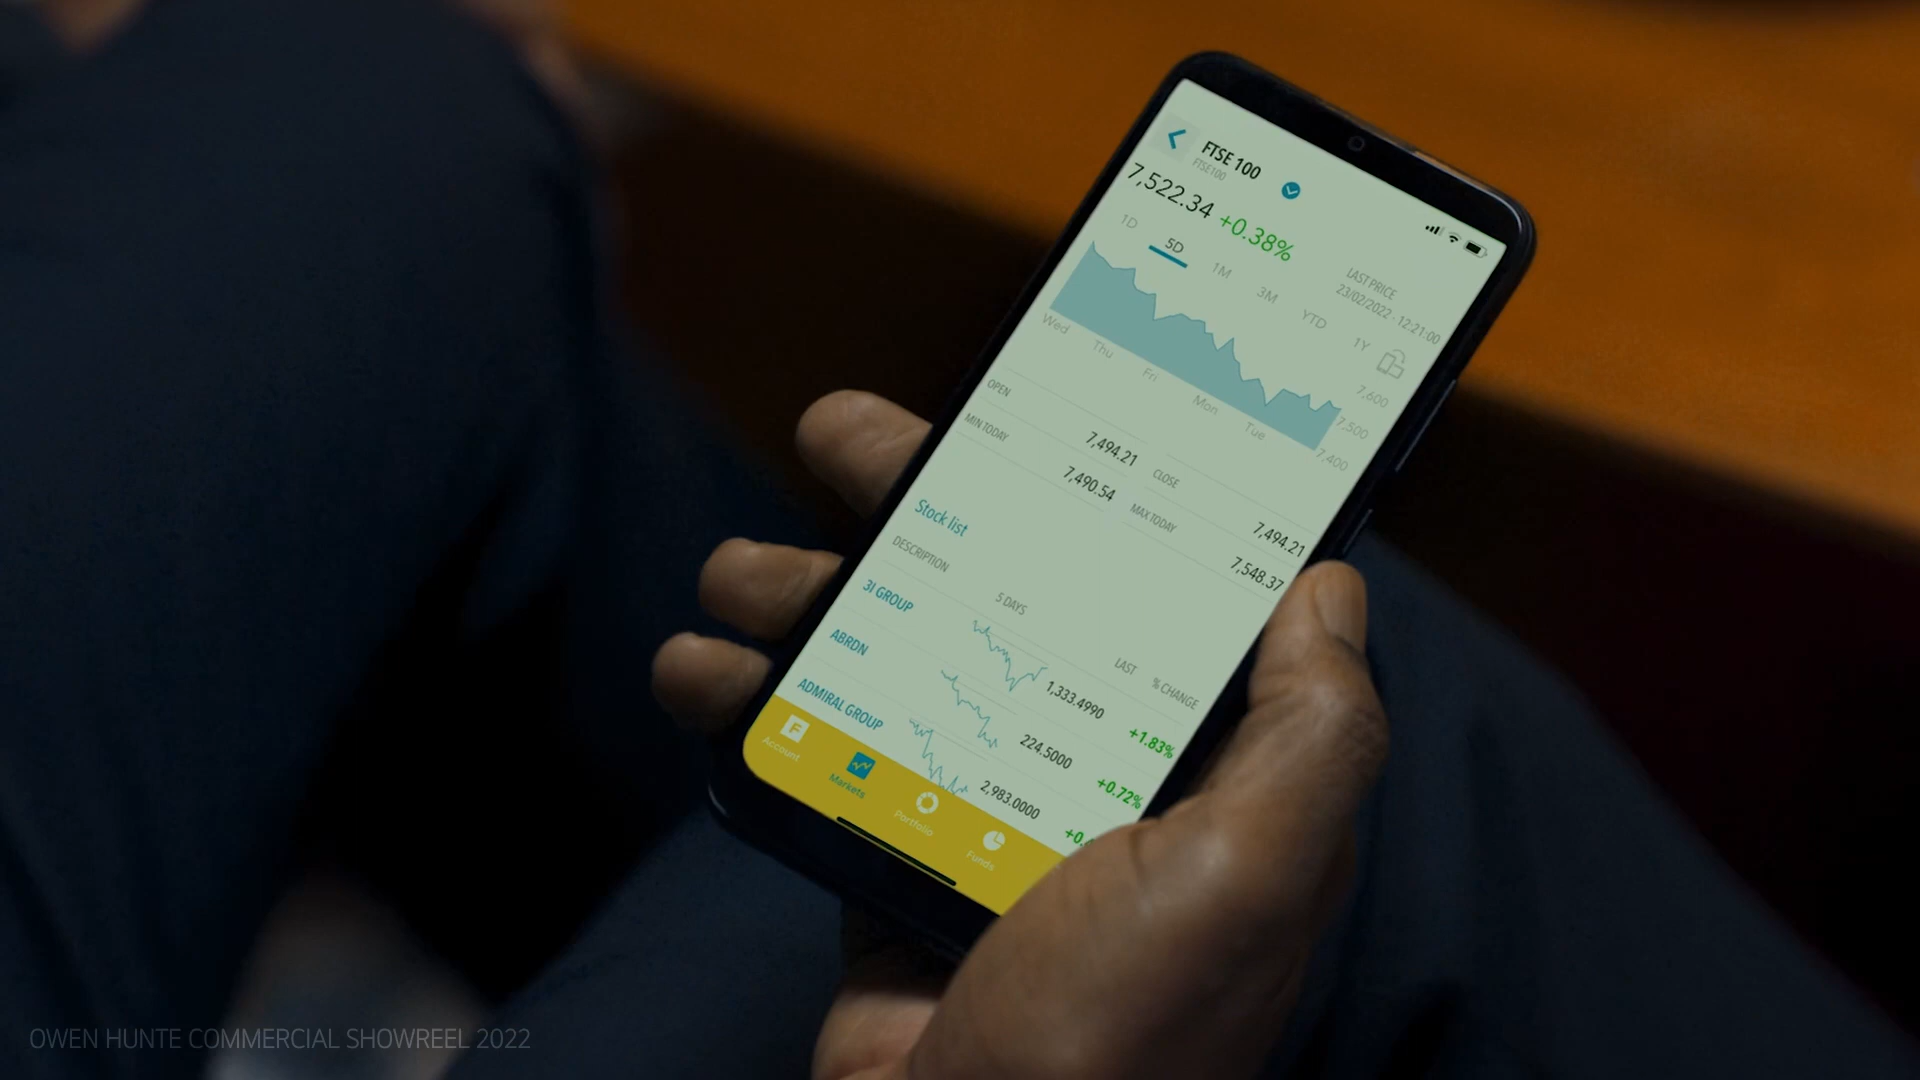 FTSE 100
FTSE100
7,522.34 +0.38%
LAST PRICE
23/02/2022 - 12:21:00
1D 5D 1M 3M YTD 1Y
7,600
7,500
7,400
Wed Thu Fri Mon Tue
OPEN 7,494.21 CLOSE 7,494.21
MIN TODAY 7,490.54 MAX TODAY 7,548.37
Stock list
DESCRIPTION 5 DAYS LAST % CHANGE
3I GROUP 1,333.4990 +1.83%
ABRDN 224.5000 +0.72%
ADMIRAL GROUP 2,983.0000 +0.
F
Account Markets Portfolio Funds
OWEN HUNTE COMMERCIAL SHOWREEL 2022